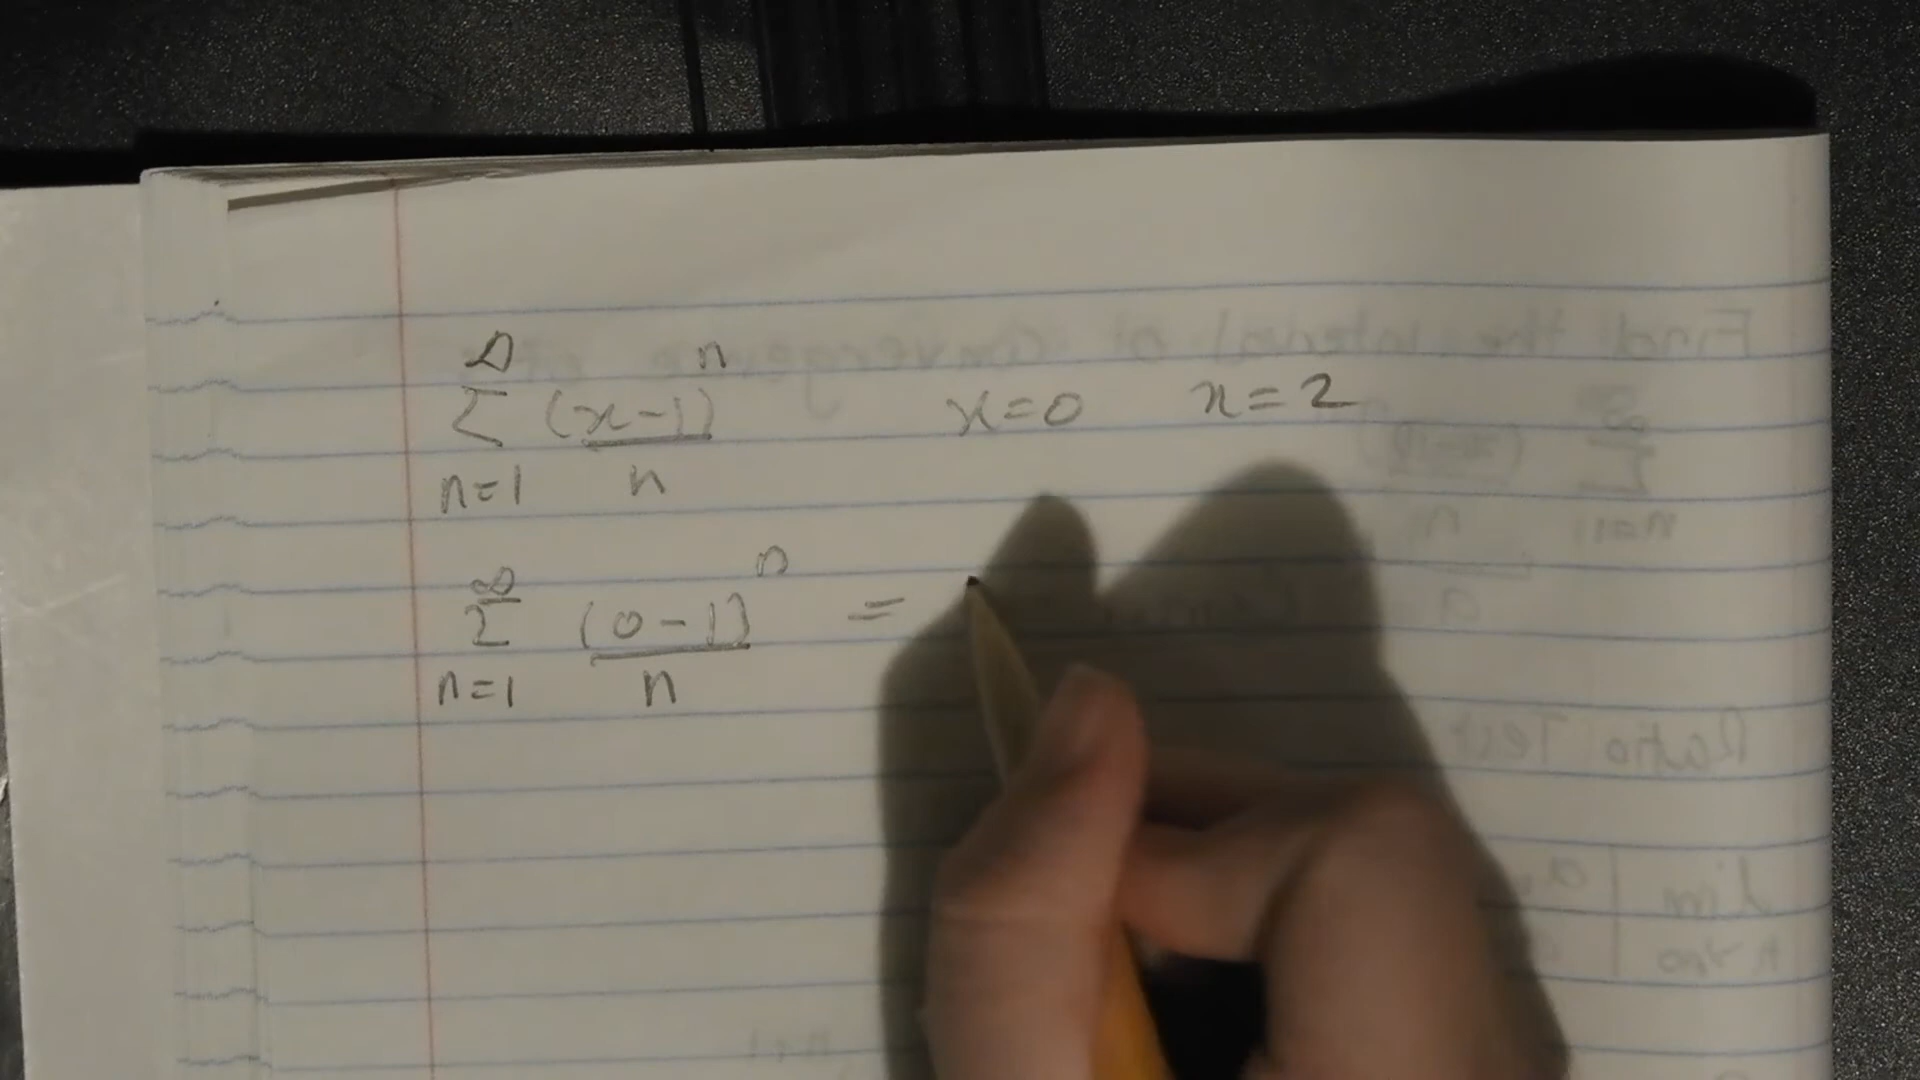 ∞ n
Σ (x-1) x=0 x=2
n=1 n
∞ n
Σ (0-1) =
n=1 n